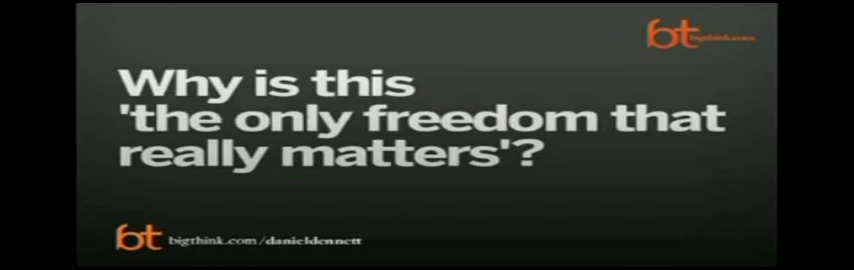 bt bigthink.com
Why is this
'the only freedom that
really matters'?
bt bigthink.com/danieldennett